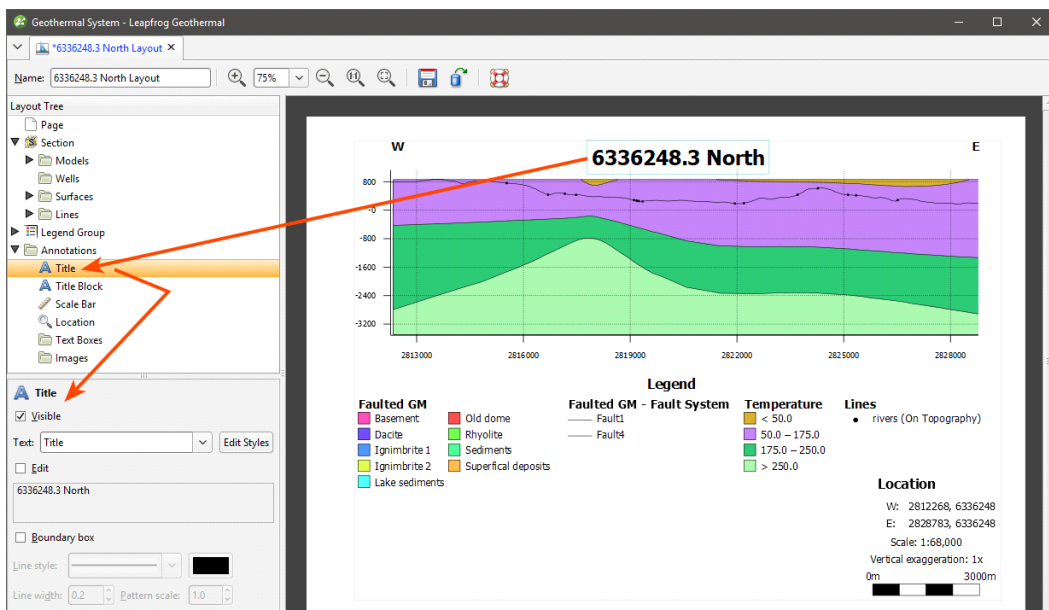 Geothermal System - Leapfrog Geothermal
*6336248.3 North Layout
Name: 6336248.3 North Layout 75%
Layout Tree
Page
Section
Models
Wells
Surfaces
Lines
Legend Group
Annotations
Title
Title Block
Scale Bar
Location
Text Boxes
Images
Title
Visible
Text: Title Edit Styles
Edit
6336248.3 North
Boundary box
Line style:
Line width: 0.2 Pattern scale: 1.0
W E
6336248.3 North
800
-0
-800
-1600
-2400
-3200
2813000 2816000 2819000 2822000 2825000 2828000
Legend
Faulted GM
Basement
Dacite
Ignimbrite 1
Ignimbrite 2
Lake sediments
Old dome
Rhyolite
Sediments
Superfical deposits
Faulted GM - Fault System
Fault1
Fault4
Temperature
< 50.0
50.0 – 175.0
175.0 – 250.0
> 250.0
Lines
rivers (On Topography)
Location
W: 2812268, 6336248
E: 2828783, 6336248
Scale: 1:68,000
Vertical exaggeration: 1x
0m 3000m